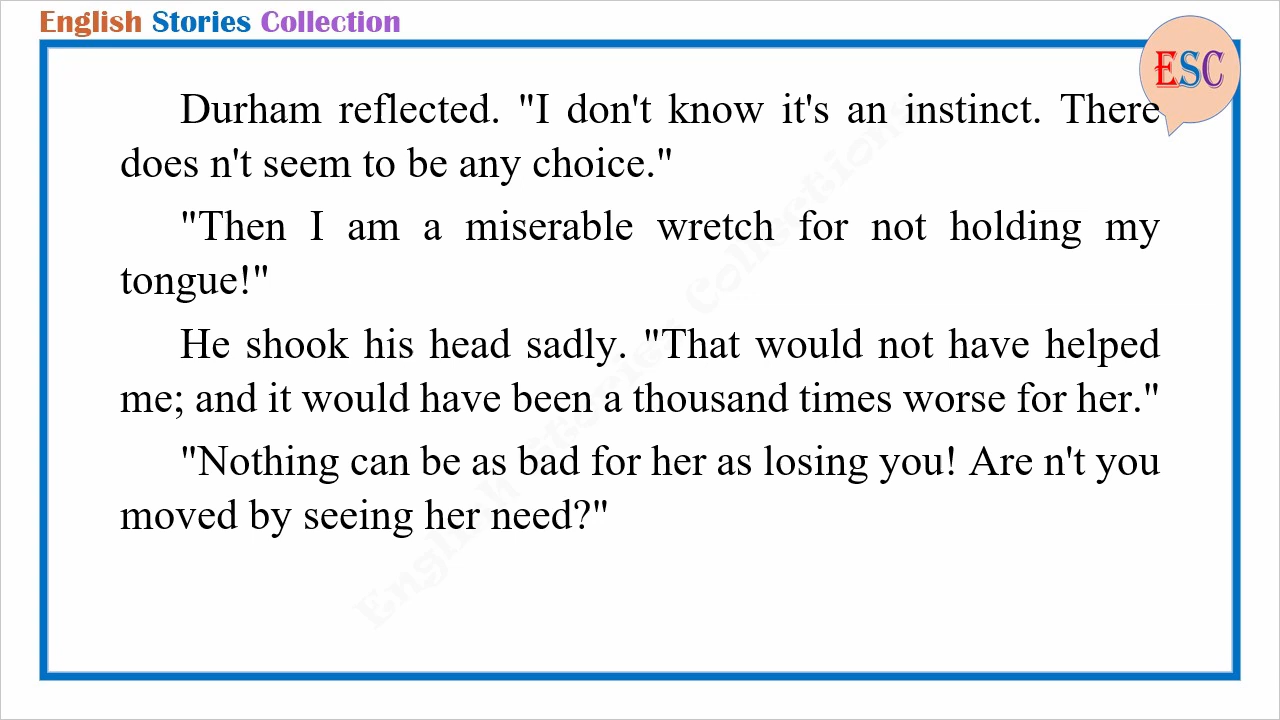 English Stories Collection
ESC
Durham reflected. "I don't know it's an instinct. There
does n't seem to be any choice."
"Then I am a miserable wretch for not holding my
tongue!"
He shook his head sadly. "That would not have helped
me; and it would have been a thousand times worse for her."
"Nothing can be as bad for her as losing you! Are n't you
moved by seeing her need?"
English Stories Collection